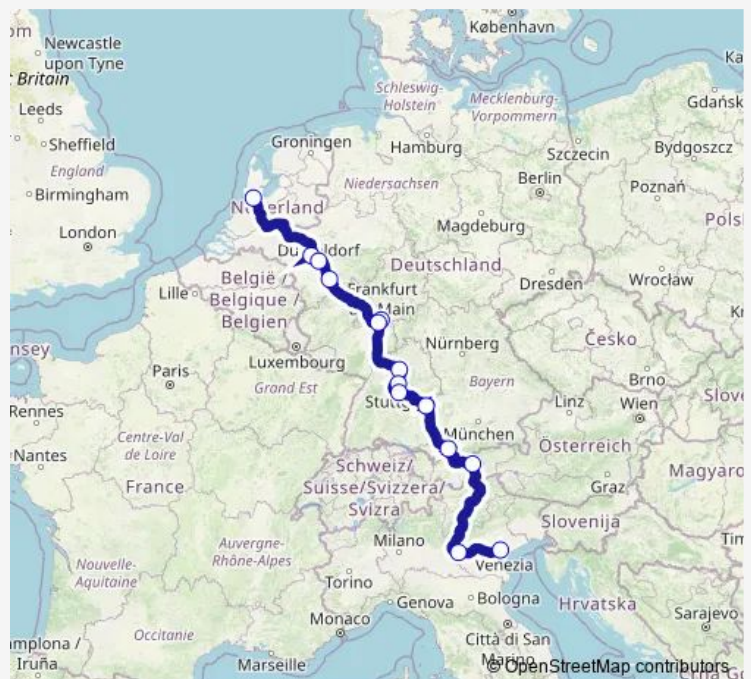 København
Newcastle
upon Tyne
Britain
Schleswig-
Holstein
Mecklenburg-
Vorpommern
Gdańsk
Leeds
Groningen
Hamburg
Szczecin
Bydgoszcz
Sheffield
England
Niedersachsen
Berlin
Poznań
Birmingham
Magdeburg
London
België /
Belgique /
Belgien
Deutschland
Lille
Frankfurt
Main
Dresden
Wrocław
Luxembourg
Nürnberg
Česko
Paris
Grand Est
Bayern
Brno
Rennes
Linz
Wien
Centre-Val
de Loire
München
Nantes
Österreich
Schweiz/
Suisse/Svizzera/
Svizra
France
Graz
Magyaro
Slovenija
Auvergne-
Rhône-Alpes
Milano
Nouvelle-
Aquitaine
Venezia
Torino
Genova
Bologna
Hrvatska
Monaco
Sarajevo
Occitanie
Città di San
Marino
Iruña
Marseille
© OpenStreetMap contributors